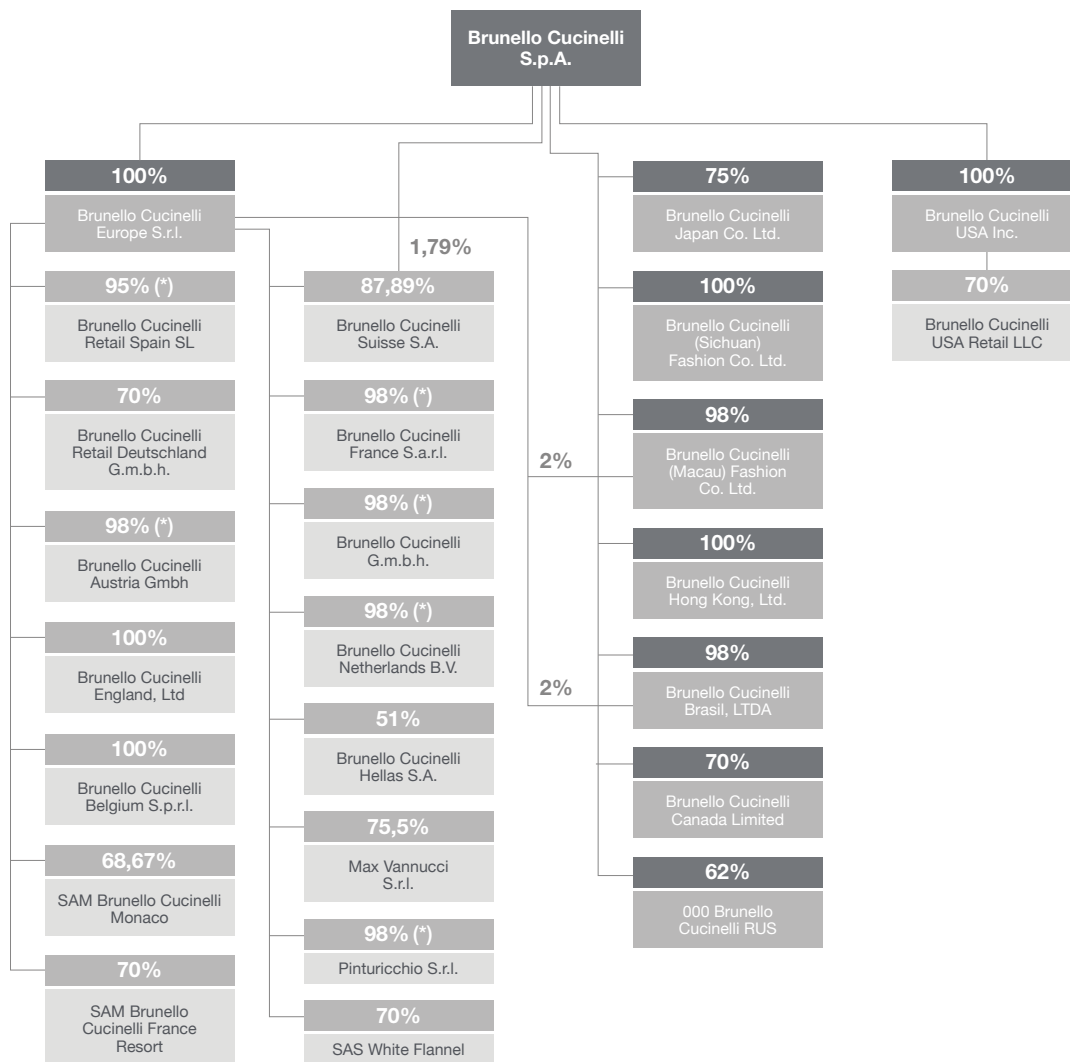 Brunello Cucinelli
S.p.A.
100%
Brunello Cucinelli
Europe S.r.l.
95% (*)
Brunello Cucinelli
Retail Spain SL
70%
Brunello Cucinelli
Retail Deutschland
G.m.b.h.
98% (*)
Brunello Cucinelli
Austria Gmbh
100%
Brunello Cucinelli
England, Ltd
100%
Brunello Cucinelli
Belgium S.p.r.l.
68,67%
SAM Brunello Cucinelli
Monaco
70%
SAM Brunello
Cucinelli France
Resort
1,79%
87,89%
Brunello Cucinelli
Suisse S.A.
98% (*)
Brunello Cucinelli
France S.a.r.l.
98% (*)
Brunello Cucinelli
G.m.b.h.
98% (*)
Brunello Cucinelli
Netherlands B.V.
51%
Brunello Cucinelli
Hellas S.A.
75,5%
Max Vannucci
S.r.l.
98% (*)
Pinturicchio S.r.l.
70%
SAS White Flannel
2%
2%
75%
Brunello Cucinelli
Japan Co. Ltd.
100%
Brunello Cucinelli
(Sichuan)
Fashion Co. Ltd.
98%
Brunello Cucinelli
(Macau) Fashion
Co. Ltd.
100%
Brunello Cucinelli
Hong Kong, Ltd.
98%
Brunello Cucinelli
Brasil, LTDA
70%
Brunello Cucinelli
Canada Limited
62%
000 Brunello
Cucinelli RUS
100%
Brunello Cucinelli
USA Inc.
70%
Brunello Cucinelli
USA Retail LLC